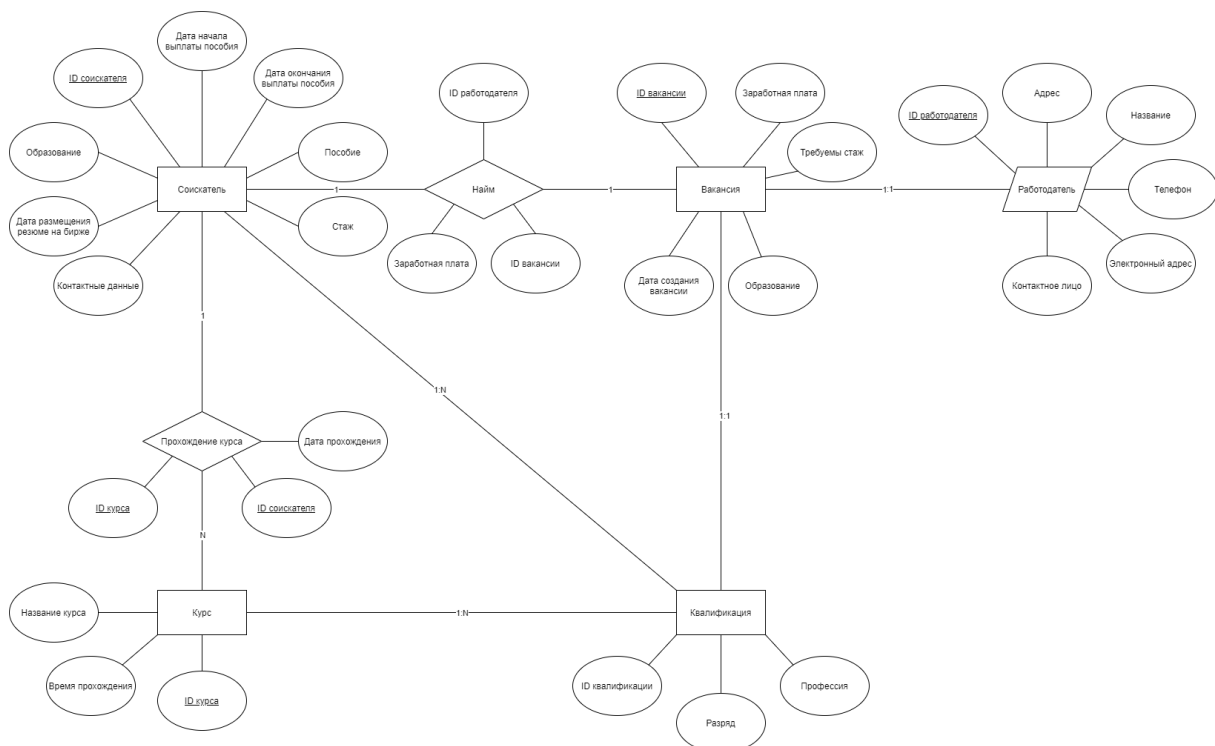 Дата начала
выплаты пособия
ID соискателя
Дата окончания
выплаты пособия
ID работодателя
ID вакансии
Заработная плата
Адрес
ID работодателя
Название
Образование
Пособие
Требуемы стаж
Соискатель
1
Найм
1
Вакансия
1:1
Работодатель
Телефон
Дата размещения
резюме на бирже
Стаж
Контактные данные
Заработная плата
ID вакансии
Дата создания
вакансии
Образование
Контактное лицо
Электронный адрес
1
1:N
1:1
Прохождение курса
Дата прохождения
ID курса
ID соискателя
N
Название курса
Курс
1:N
Квалификация
Время прохождения
ID курса
ID квалификации
Профессия
Разряд